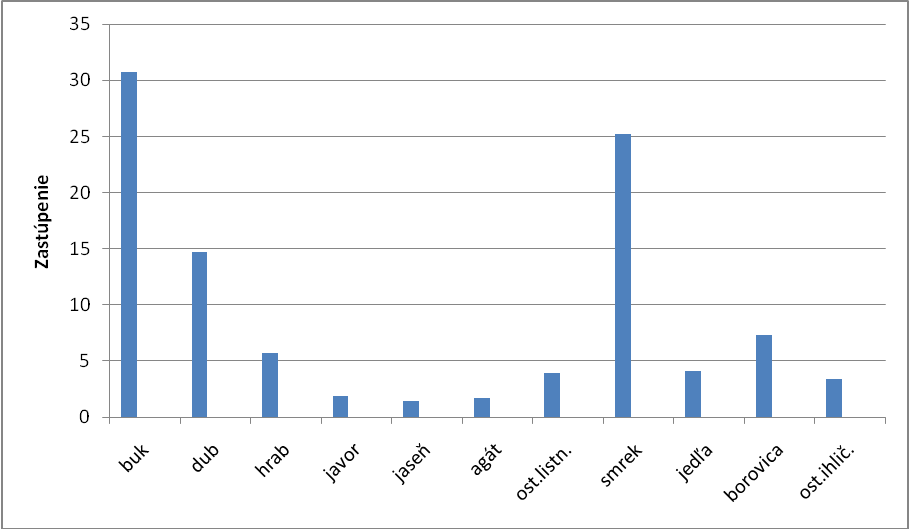 35
30
25
20
15
10
5
0
Zastúpenie
buk
dub
hrab
javor
jaseň
agát
ost.listn.
smrek
jedľa
borovica
ost.ihlič.